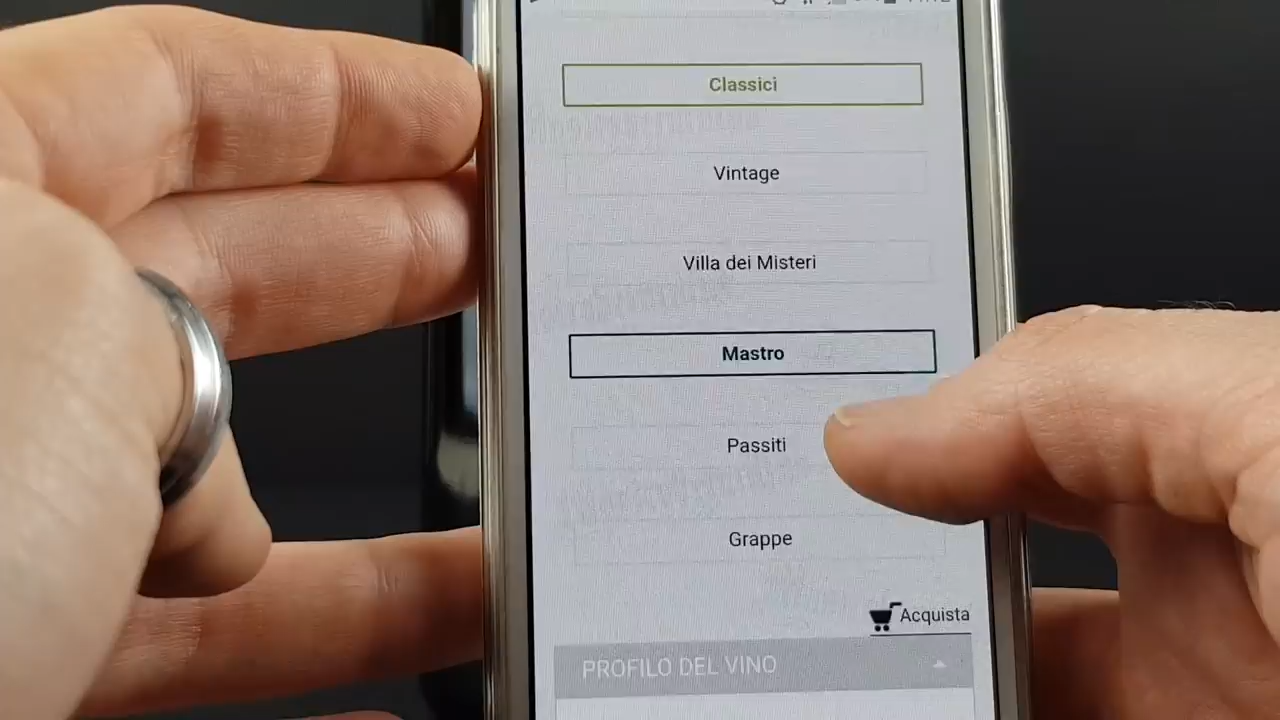 Classici
Vintage
Villa dei Misteri
Mastro
Passiti
Grappe
Acquista
PROFILO DEL VINO